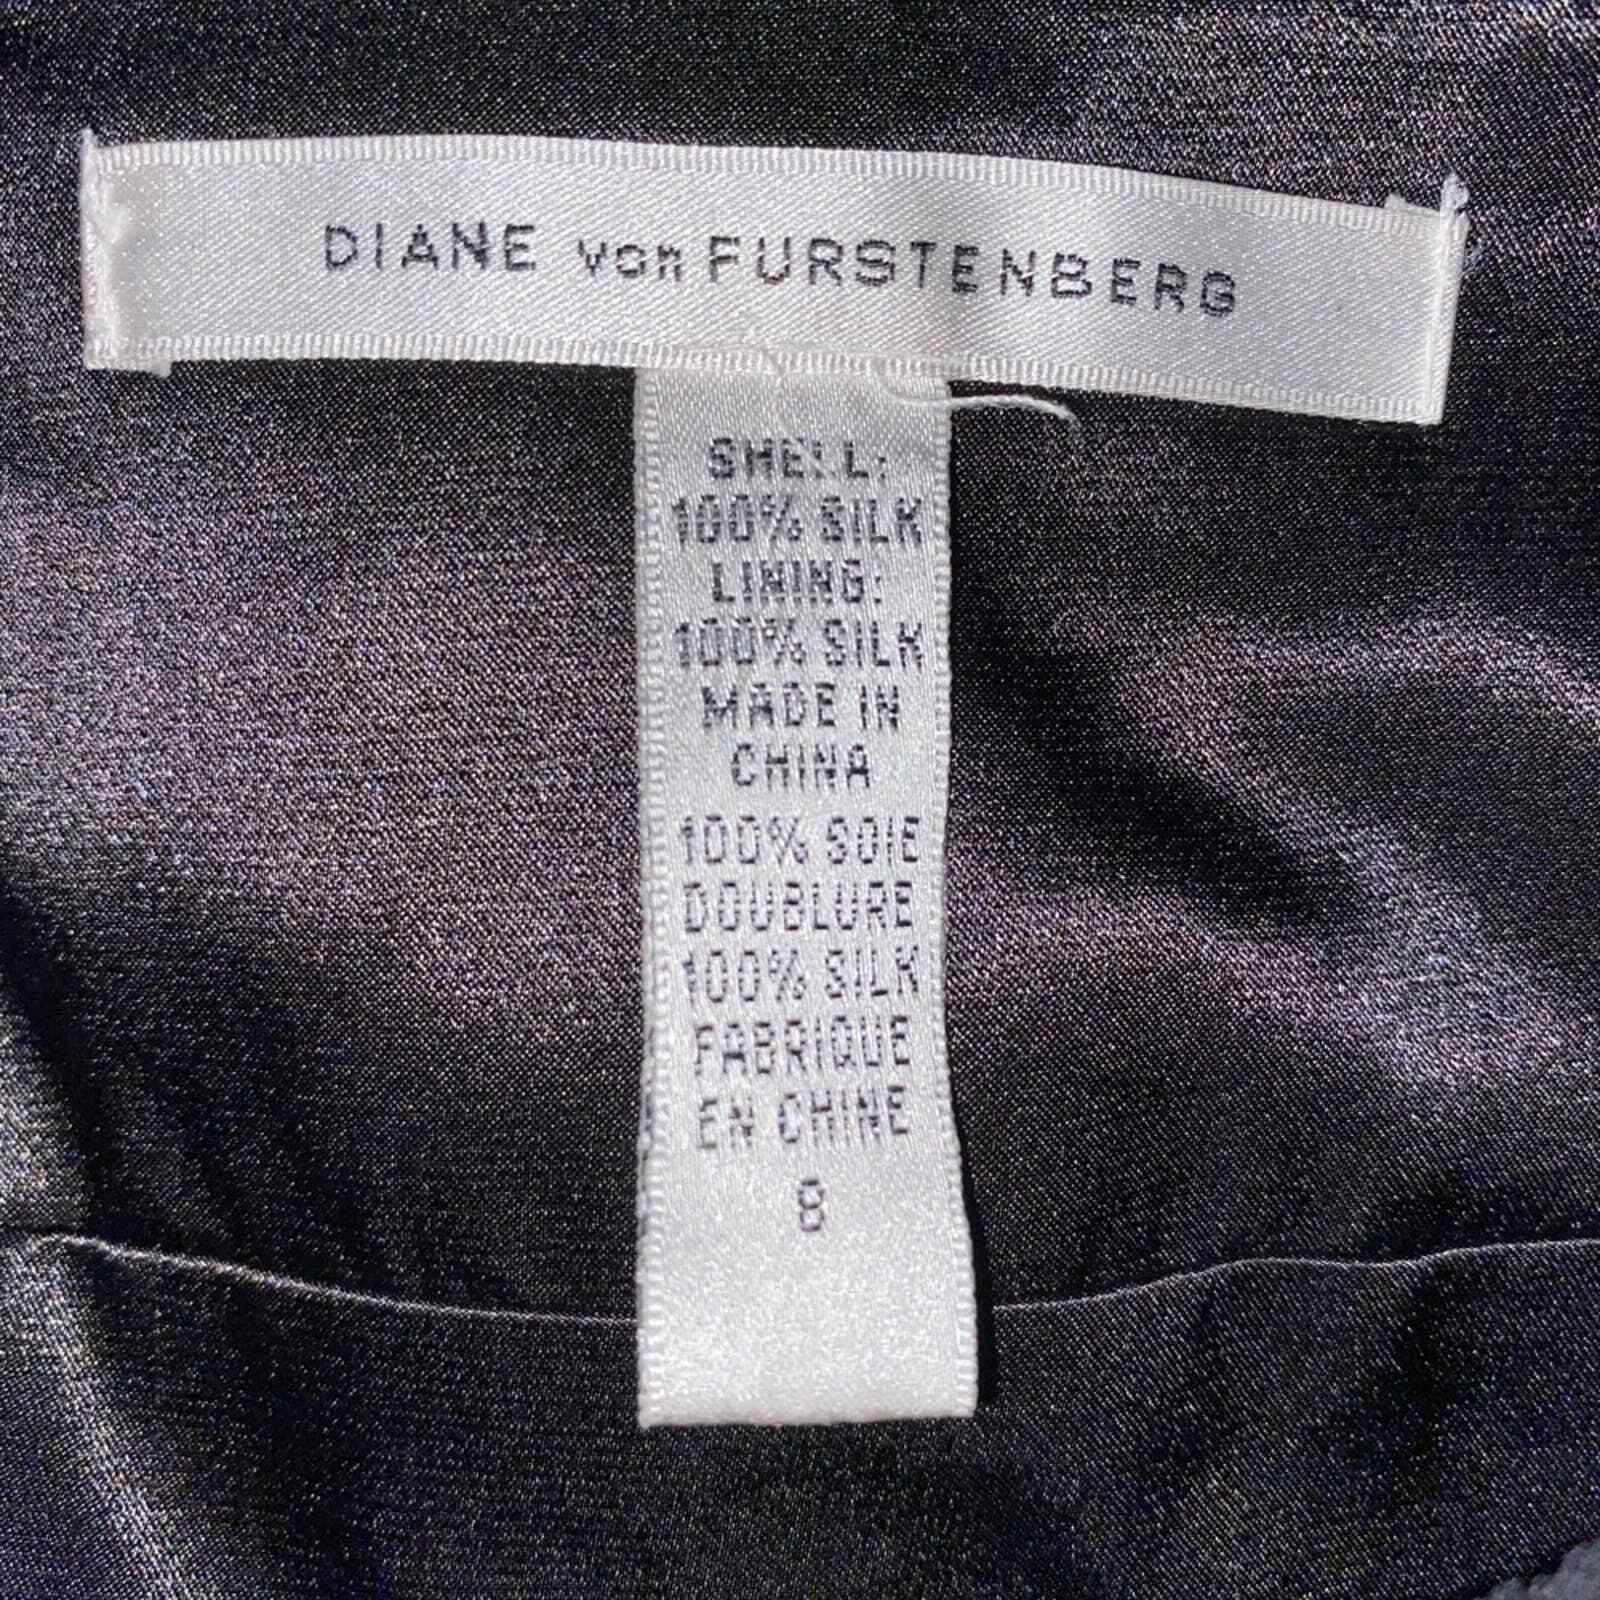 DIANE von FURSTENBERG
SHELL:
100% SILK
LINING:
100% SILK
MADE IN
CHINA
100% SOIE
DOUBLURE
100% SILK
FABRIQUE
EN CHINE
8